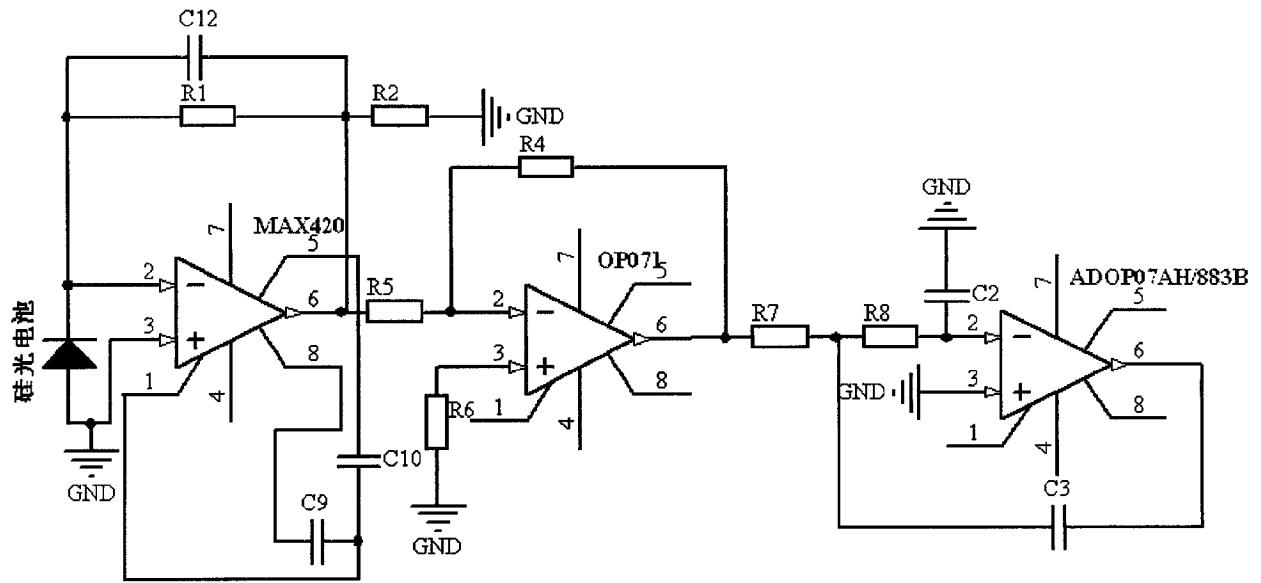 C12
R1
R2
GND
R4
GND
7
MAX420
5
7
OP071
5
7
ADOP07AH/883B
5
2
6
R5
2
6
R7
R8
C2
2
6
3
8
3
8
GND
3
8
硅光电池
1
4
R6
1
4
1
4
GND
C10
C9
GND
C3